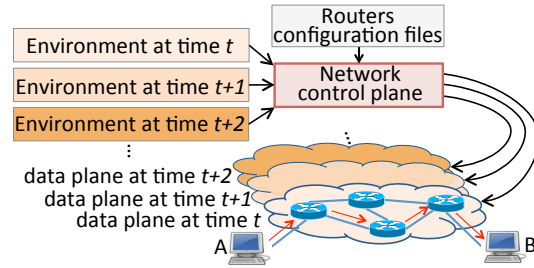 Routers
configuration files
Environment at time t
Environment at time t+1
Environment at time t+2
Network
control plane
...
...
data plane at time t+2
data plane at time t+1
data plane at time t
A
B